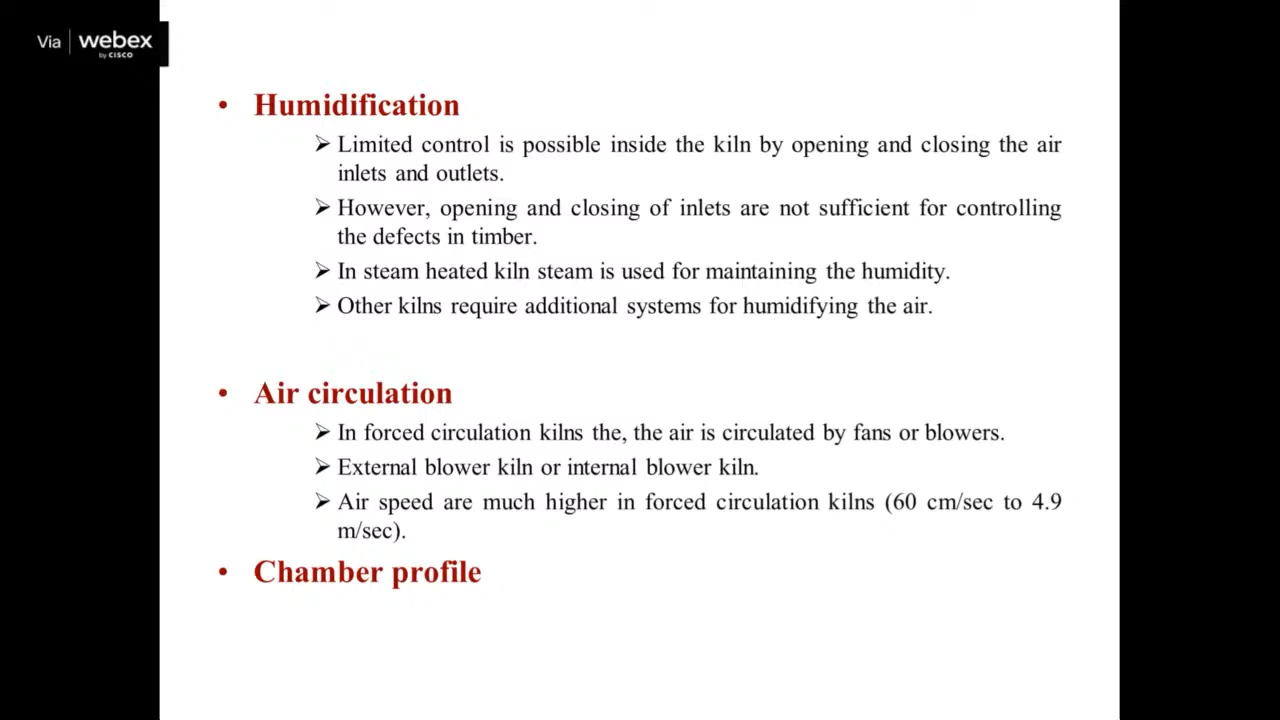 Via webex
by CISCO
• Humidification
➢ Limited control is possible inside the kiln by opening and closing the air
inlets and outlets.
➢ However, opening and closing of inlets are not sufficient for controlling
the defects in timber.
➢ In steam heated kiln steam is used for maintaining the humidity.
➢ Other kilns require additional systems for humidifying the air.
• Air circulation
➢ In forced circulation kilns the, the air is circulated by fans or blowers.
➢ External blower kiln or internal blower kiln.
➢ Air speed are much higher in forced circulation kilns (60 cm/sec to 4.9
m/sec).
• Chamber profile